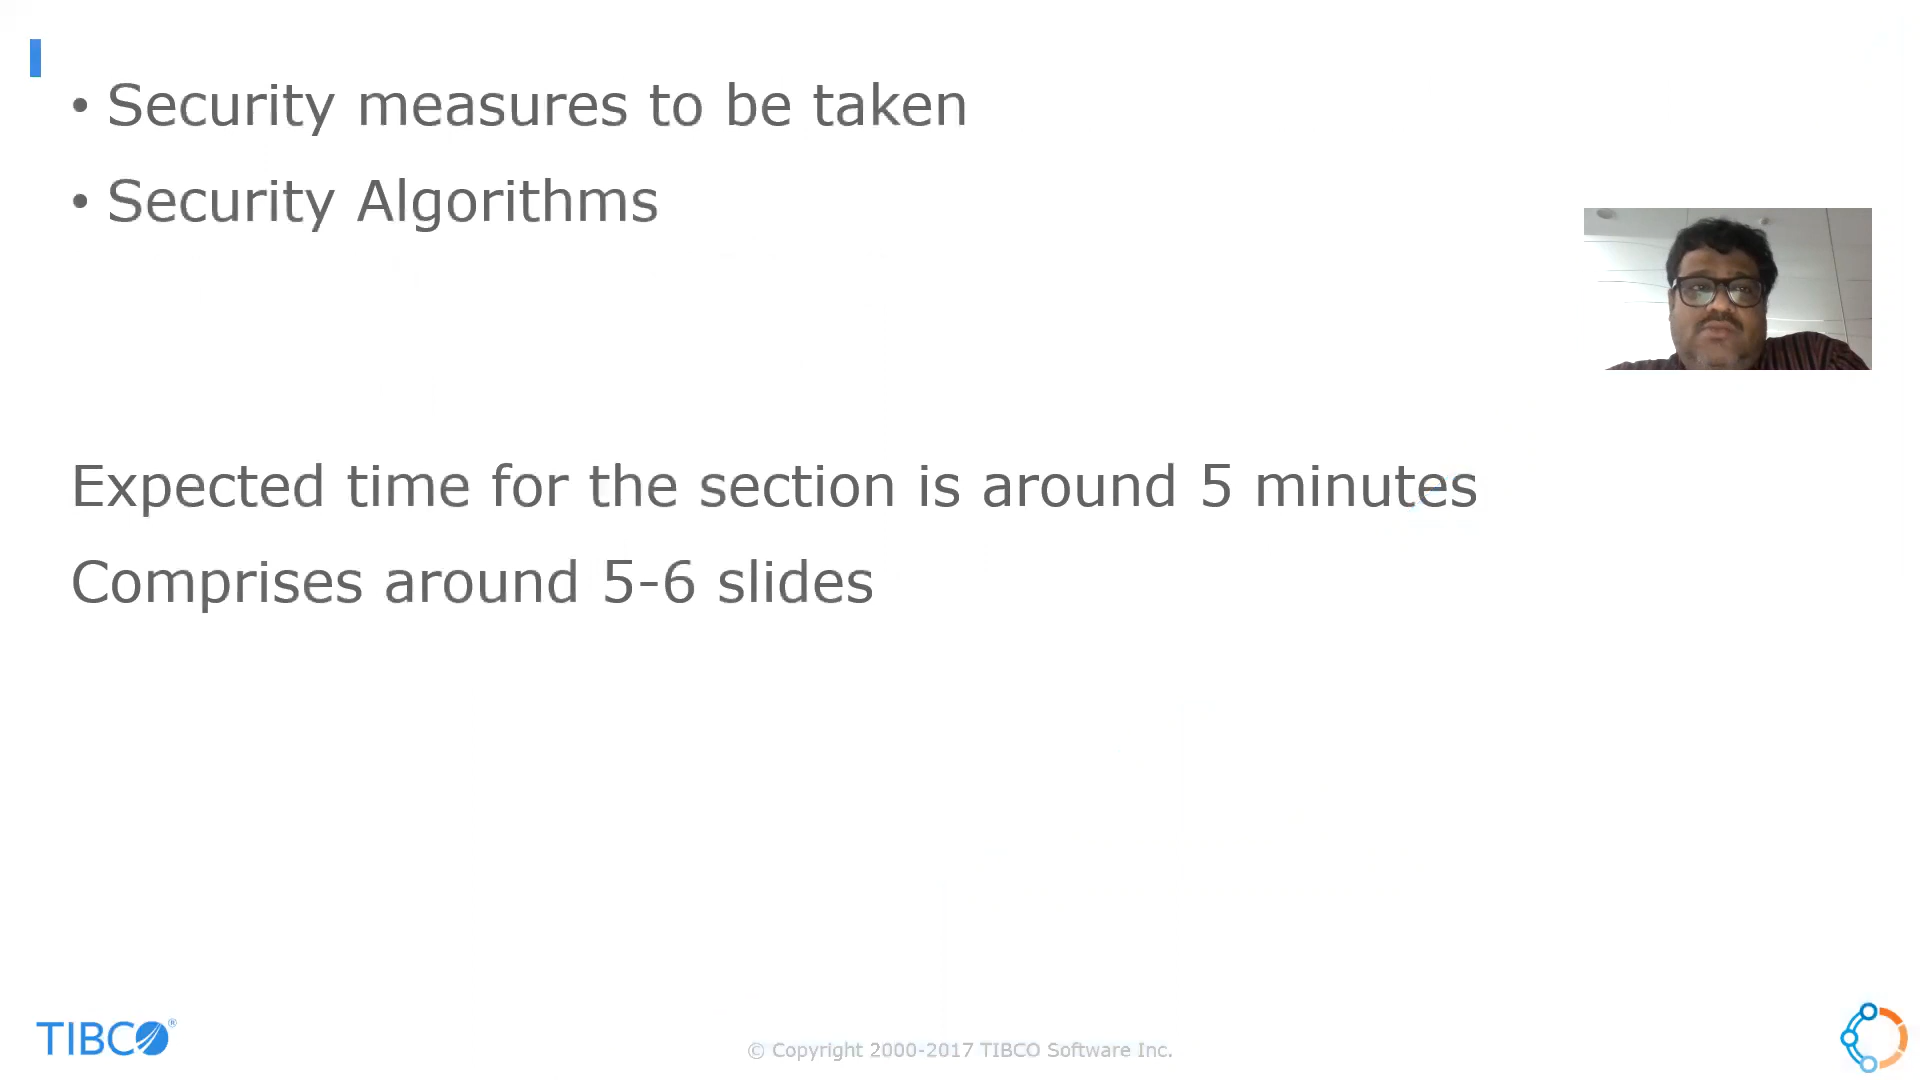 • Security measures to be taken
• Security Algorithms
Expected time for the section is around 5 minutes
Comprises around 5-6 slides
TIBCO®
© Copyright 2000-2017 TIBCO Software Inc.